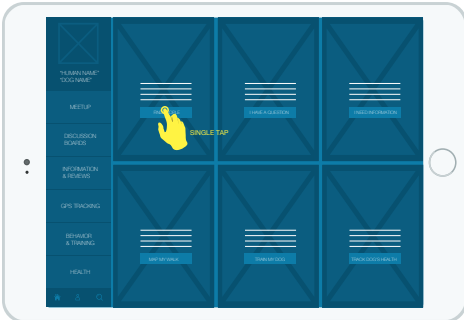 "HUMAN NAME"
"DOG NAME"
MEETUP
DISCUSSION
BOARDS
INFORMATION
& REVIEWS
GPS TRACKING
BEHAVIOR
& TRAINING
HEALTH
SINGLE TAP
I HAVE A QUESTION
I NEED INFORMATION
MAP MY WALK
TRAIN MY DOG
TRACK DOG'S HEALTH